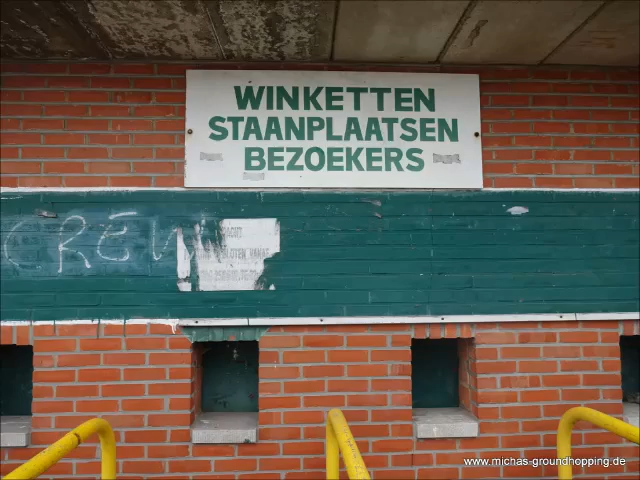 WINKETTEN
STAANPLAATSEN
BEZOEKERS
CREW
www.michas-groundhopping.de